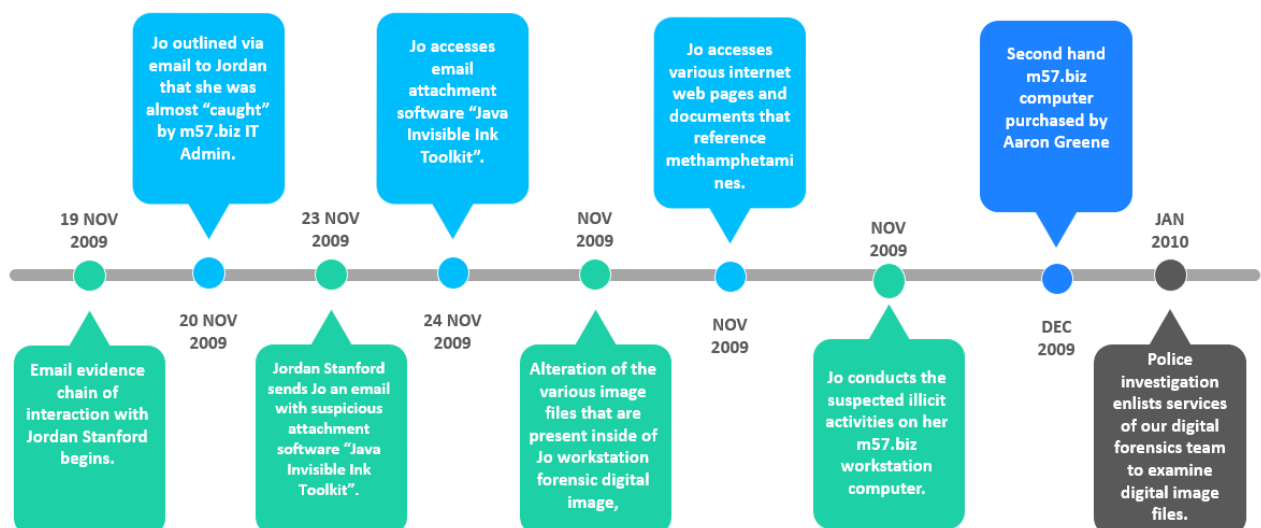 Jo outlined via
email to Jordan
that she was
almost “caught”
by m57.biz IT
Admin.
Jo accesses
email
attachment
software “Java
Invisible Ink
Toolkit”.
Jo accesses
various internet
web pages and
documents that
reference
methamphetami
nes.
Second hand
m57.biz
computer
purchased by
Aaron Greene
19 NOV
2009
23 NOV
2009
NOV
2009
NOV
2009
JAN
2010
20 NOV
2009
24 NOV
2009
NOV
2009
DEC
2009
Email evidence
chain of
interaction with
Jordan Stanford
begins.
Jordan Stanford
sends Jo an email
with suspicious
attachment
software “Java
Invisible Ink
Toolkit”.
Alteration of the
various image
files that are
present inside of
Jo workstation
forensic digital
image,
Jo conducts the
suspected illicit
activities on her
m57.biz
workstation
computer.
Police
investigation
enlists services
of our digital
forensics team
to examine
digital image
files.